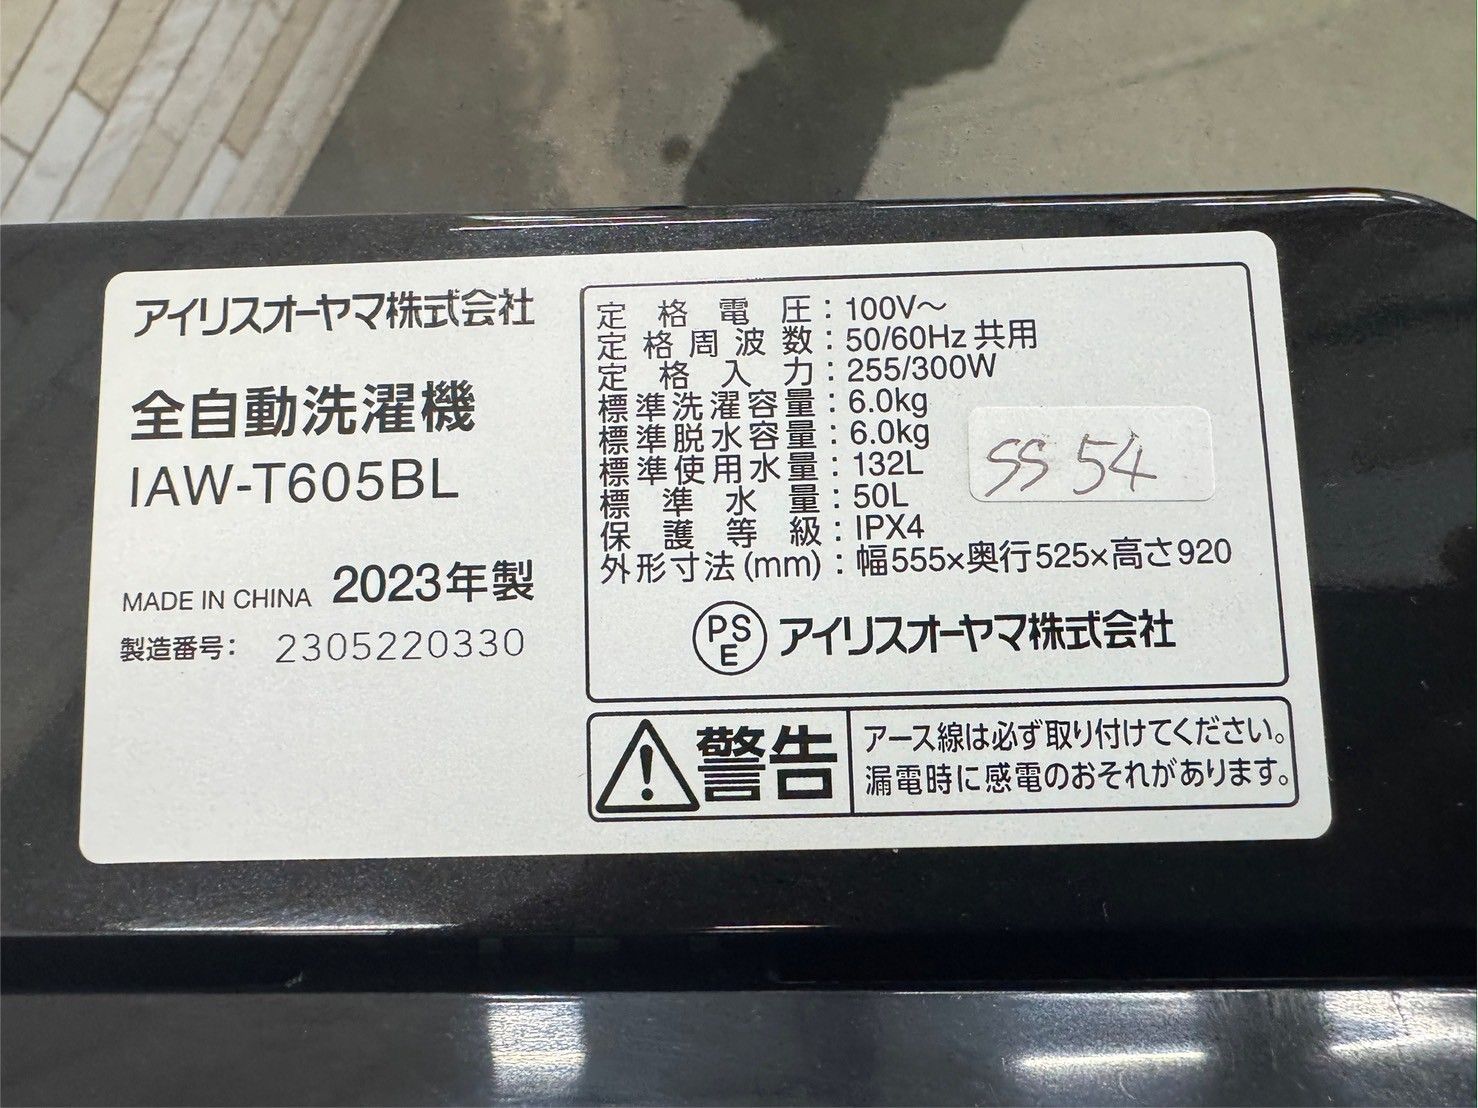 アイリスオーヤマ株式会社
全自動洗濯機
IAW-T605BL
MADE IN CHINA 2023年製
製造番号: 2305220330
定格電圧:100V〜
定格周波数:50/60Hz 共用
定格入力:255/300W
標準洗濯容量:6.0kg
標準脱水容量:6.0kg
標準使用水量:132L
標準水量:50L
保護等級:IPX4
外形寸法(mm):幅555×奥行525×高さ920
SS 54
PSE アイリスオーヤマ株式会社
警告
アース線は必ず取り付けてください。
漏電時に感電のおそれがあります。